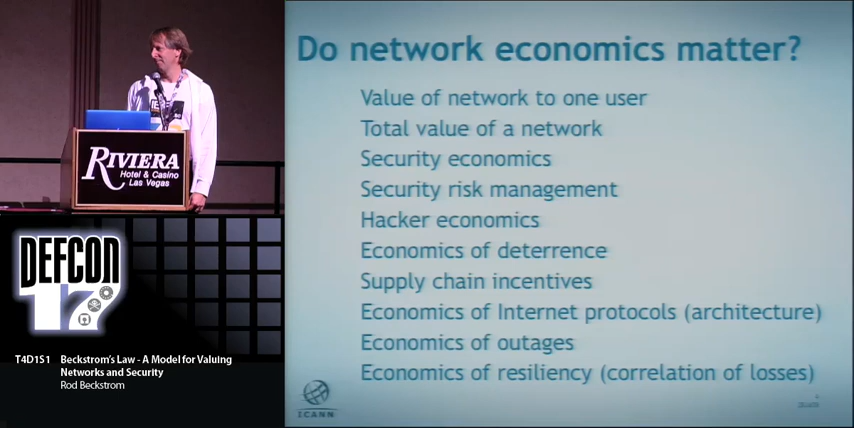 Do network economics matter?
Value of network to one user
Total value of a network
Security economics
Security risk management
Hacker economics
Economics of deterrence
Supply chain incentives
Economics of Internet protocols (architecture)
Economics of outages
Economics of resiliency (correlation of losses)
ICANN
RIVIERA
Hotel & Casino
Las Vegas
DEFCON
17
T4D1S1 Beckstrom's Law - A Model for Valuing
Networks and Security
Rod Beckstrom